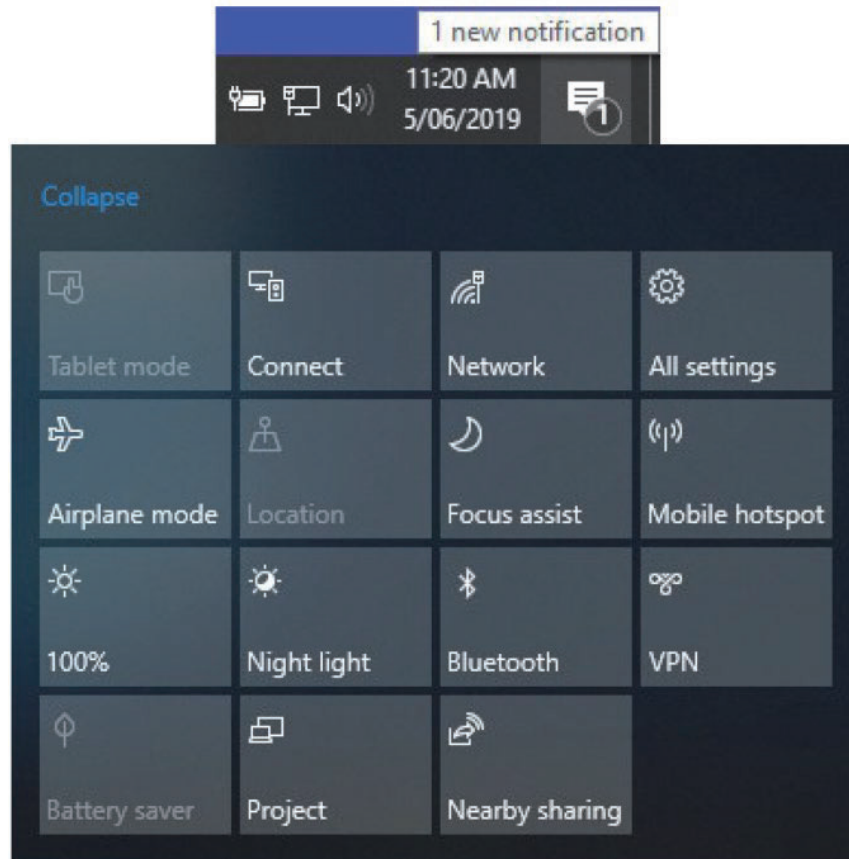 1 new notification
11:20 AM
5/06/2019
1
Collapse
Tablet mode
Connect
Network
All settings
Airplane mode
Location
Focus assist
Mobile hotspot
100%
Night light
Bluetooth
VPN
Battery saver
Project
Nearby sharing